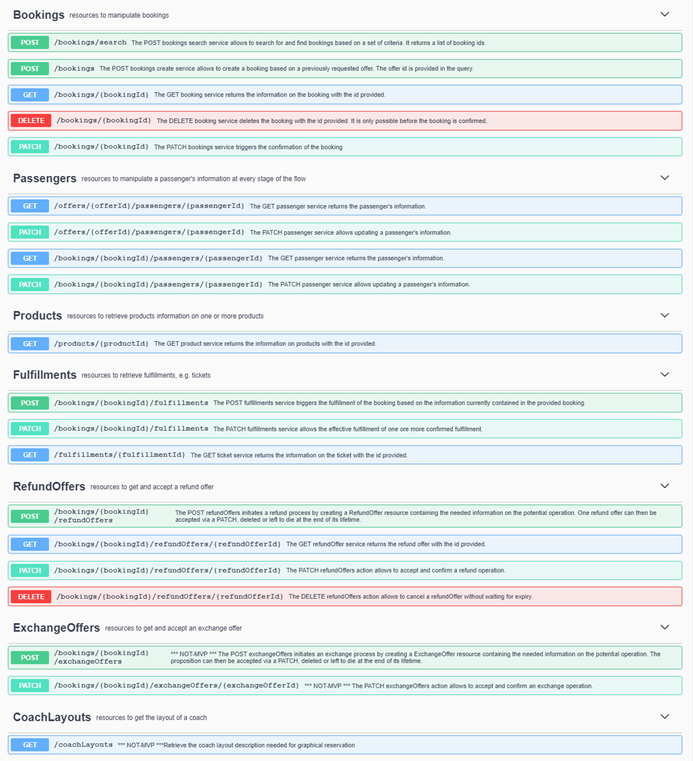 Bookings resources to manipulate bookings
POST /bookings/search The POST bookings search service allows to search for and find bookings based on a set of criteria. It returns a list of booking ids.
POST /bookings The POST bookings create service allows to create a booking based on a previously requested offer. The offer id is provided in the query.
GET /bookings/{bookingId} The GET booking service returns the information on the booking with the id provided.
DELETE /bookings/{bookingId} The DELETE booking service deletes the booking with the id provided. It is only possible before the booking is confirmed.
PATCH /bookings/{bookingId} The PATCH bookings service triggers the confirmation of the booking
Passengers resources to manipulate a passenger's information at every stage of the flow
GET /offers/{offerId}/passengers/{passengerId} The GET passenger service returns the passenger's information.
PATCH /offers/{offerId}/passengers/{passengerId} The PATCH passenger service allows updating a passenger's information.
GET /bookings/{bookingId}/passengers/{passengerId} The GET passenger service returns the passenger's information.
PATCH /bookings/{bookingId}/passengers/{passengerId} The PATCH passenger service allows updating a passenger's information.
Products resources to retrieve products information on one or more products
GET /products/{productId} The GET product service returns the information on products with the id provided.
Fulfillments resources to retrieve fulfillments, e.g. tickets
POST /bookings/{bookingId}/fulfillments The POST fulfillments service triggers the fulfillment of the booking based on the information currently contained in the provided booking.
PATCH /bookings/{bookingId}/fulfillments The PATCH fulfillments service allows the effective fulfillment of one ore more confirmed fulfillment.
GET /fulfillments/{fulfillmentId} The GET ticket service returns the information on the ticket with the id provided.
RefundOffers resources to get and accept a refund offer
POST /bookings/{bookingId} The POST refundOffers initiates a refund process by creating a RefundOffer resource containing the needed information on the potential operation. One refund offer can then be
/refundOffers accepted via a PATCH, deleted or left to die at the end of its lifetime.
GET /bookings/{bookingId}/refundOffers/{refundOfferId} The GET refundOffer service returns the refund offer with the id provided.
PATCH /bookings/{bookingId}/refundOffers/{refundOfferId} The PATCH refundOffers action allows to accept and confirm a refund operation.
DELETE /bookings/{bookingId}/refundOffers/{refundOfferId} The DELETE refundOffers action allows to cancel a refundOffer without waiting for expiry.
ExchangeOffers resources to get and accept an exchange offer
POST /bookings/{bookingId} *** NOT-MVP *** The POST exchangeOffers initiates an exchange process by creating a ExchangeOffer resource containing the needed information on the potential operation. The
/exchangeOffers proposition can then be accepted via a PATCH, deleted or left to die at the end of its lifetime.
PATCH /bookings/{bookingId}/exchangeOffers/{exchangeOfferId} *** NOT-MVP *** The PATCH exchangeOffers action allows to accept and confirm an exchange operation.
CoachLayouts resources to get the layout of a coach
GET /coachLayouts *** NOT-MVP ***Retrieve the coach layout description needed for graphical reservation